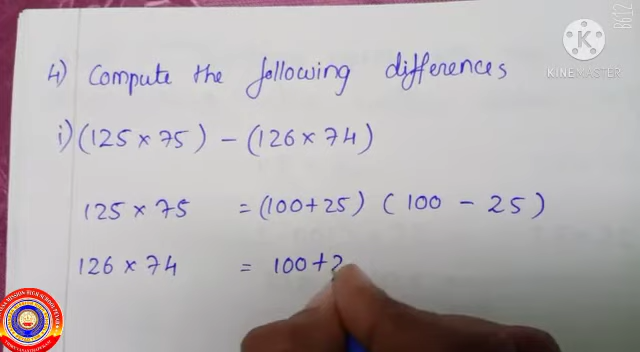 4) Compute the following differences
i) (125 × 75) − (126 × 74)
125 × 75 = (100+25) (100 − 25)
126 × 74 = 100+2
KINEMASTER
B612